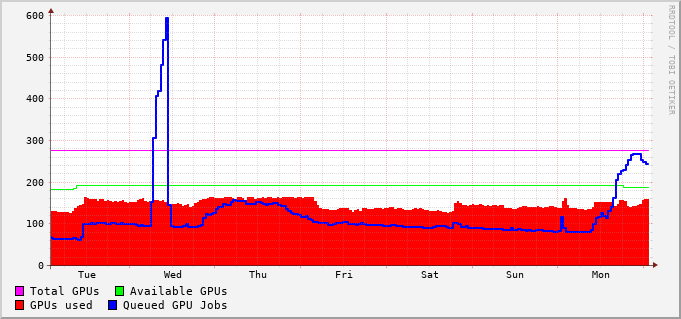 600
500
400
300
200
100
0
Tue Wed Thu Fri Sat Sun Mon
Total GPUs Available GPUs
GPUs used Queued GPU Jobs
RRDTOOL / TOBI OETIKER